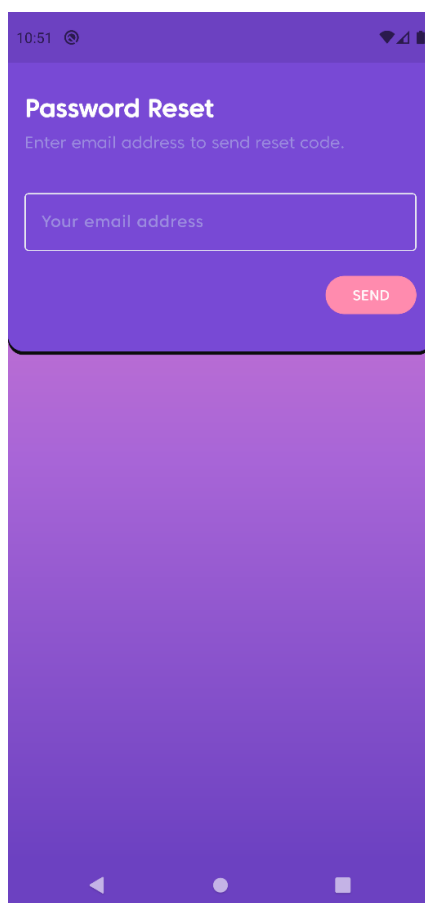 10:51
Password Reset
Enter email address to send reset code.
Your email address
SEND